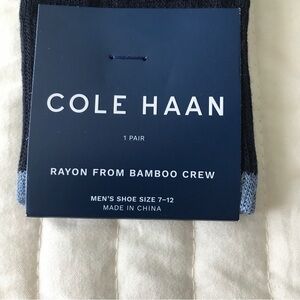 COLE HAAN
1 PAIR
RAYON FROM BAMBOO CREW
MEN'S SHOE SIZE 7–12
MADE IN CHINA